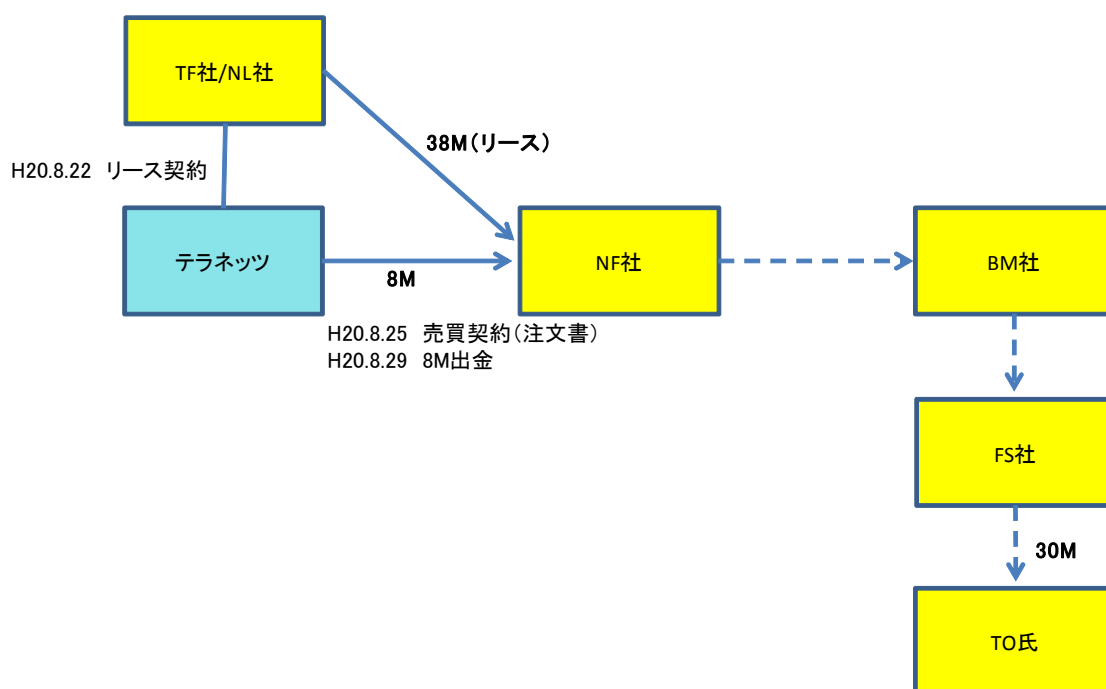 TF社/NL社
38M（リース）
H20.8.22 リース契約
テラネッツ
8M
NF社
BM社
H20.8.25 売買契約（注文書）
H20.8.29 8M出金
FS社
30M
TO氏